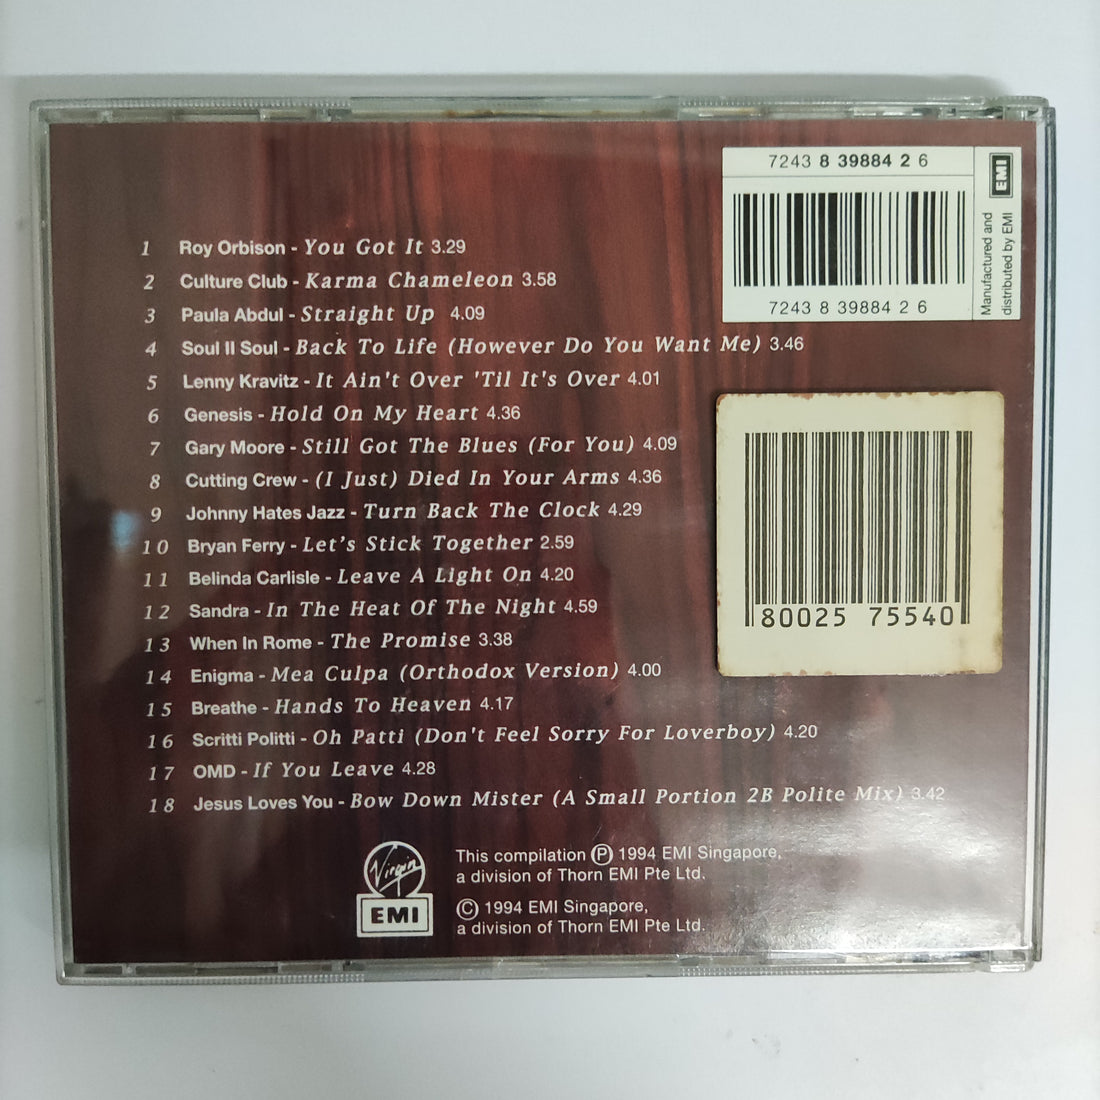 7243 8 39884 2 6
EMI
Manufactured and
distributed by EMI
7243 8 39884 2 6
1 Roy Orbison - You Got It 3.29
2 Culture Club - Karma Chameleon 3.58
3 Paula Abdul - Straight Up 4.09
4 Soul II Soul - Back To Life (However Do You Want Me) 3.46
5 Lenny Kravitz - It Ain't Over 'Til It's Over 4.01
6 Genesis - Hold On My Heart 4.36
7 Gary Moore - Still Got The Blues (For You) 4.09
8 Cutting Crew - (I Just) Died In Your Arms 4.36
9 Johnny Hates Jazz - Turn Back The Clock 4.29
10 Bryan Ferry - Let's Stick Together 2.59
11 Belinda Carlisle - Leave A Light On 4.20
12 Sandra - In The Heat Of The Night 4.59
13 When In Rome - The Promise 3.38
14 Enigma - Mea Culpa (Orthodox Version) 4.00
15 Breathe - Hands To Heaven 4.17
16 Scritti Politti - Oh Patti (Don't Feel Sorry For Loverboy) 4.20
17 OMD - If You Leave 4.28
18 Jesus Loves You - Bow Down Mister (A Small Portion 2B Polite Mix) 3.42
80025 75540
Virgin
EMI
This compilation Ⓟ 1994 EMI Singapore,
a division of Thorn EMI Pte Ltd.
© 1994 EMI Singapore,
a division of Thorn EMI Pte Ltd.